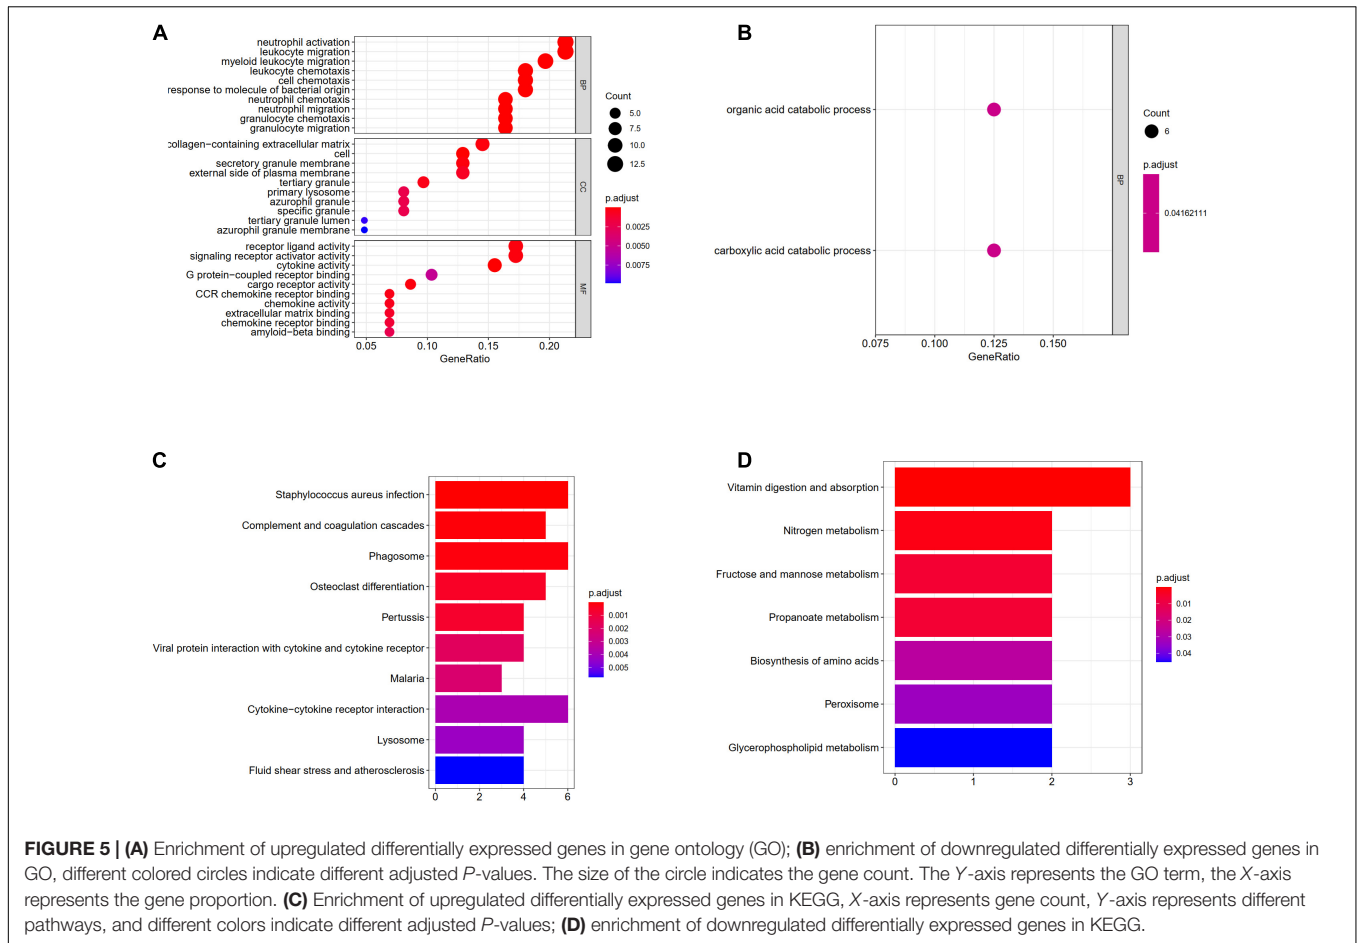 A
neutrophil activation
leukocyte migration
myeloid leukocyte migration
leukocyte chemotaxis
cell chemotaxis
response to molecule of bacterial origin
neutrophil chemotaxis
neutrophil migration
granulocyte chemotaxis
granulocyte migration
BP
collagen−containing extracellular matrix
cell
secretory granule membrane
external side of plasma membrane
tertiary granule
primary lysosome
azurophil granule
specific granule
tertiary granule lumen
azurophil granule membrane
CC
receptor ligand activity
signaling receptor activator activity
cytokine activity
G protein−coupled receptor binding
cargo receptor activity
CCR chemokine receptor binding
chemokine activity
extracellular matrix binding
chemokine receptor binding
amyloid−beta binding
MF
0.05 0.10 0.15 0.20
GeneRatio
Count
5.0
7.5
10.0
12.5
p.adjust
0.0025
0.0050
0.0075
B
organic acid catabolic process
carboxylic acid catabolic process
BP
0.075 0.100 0.125 0.150
GeneRatio
Count
6
p.adjust
0.04162111
C
Staphylococcus aureus infection
Complement and coagulation cascades
Phagosome
Osteoclast differentiation
Pertussis
Viral protein interaction with cytokine and cytokine receptor
Malaria
Cytokine−cytokine receptor interaction
Lysosome
Fluid shear stress and atherosclerosis
0 2 4 6
p.adjust
0.001
0.002
0.003
0.004
0.005
D
Vitamin digestion and absorption
Nitrogen metabolism
Fructose and mannose metabolism
Propanoate metabolism
Biosynthesis of amino acids
Peroxisome
Glycerophospholipid metabolism
0 1 2 3
p.adjust
0.01
0.02
0.03
0.04
FIGURE 5 | (A) Enrichment of upregulated differentially expressed genes in gene ontology (GO); (B) enrichment of downregulated differentially expressed genes in
GO, different colored circles indicate different adjusted P-values. The size of the circle indicates the gene count. The Y-axis represents the GO term, the X-axis
represents the gene proportion. (C) Enrichment of upregulated differentially expressed genes in KEGG, X-axis represents gene count, Y-axis represents different
pathways, and different colors indicate different adjusted P-values; (D) enrichment of downregulated differentially expressed genes in KEGG.